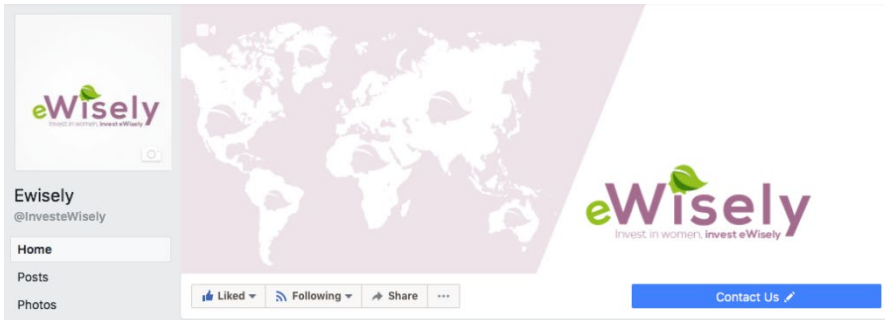 eWisely
Invest in women, invest eWisely
Ewisely
@InvesteWisely
Home
Posts
Photos
eWisely
Invest in women, invest eWisely
Liked
Following
Share
Contact Us